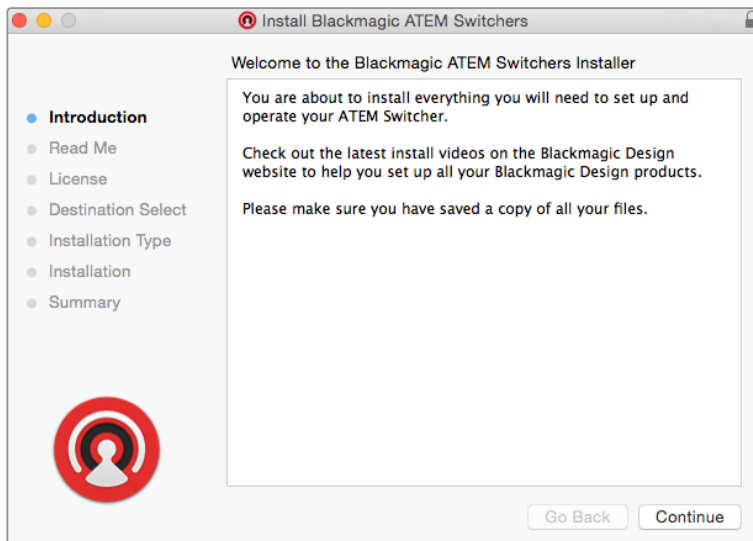 Install Blackmagic ATEM Switchers
Welcome to the Blackmagic ATEM Switchers Installer
Introduction
Read Me
License
Destination Select
Installation Type
Installation
Summary
You are about to install everything you will need to set up and
operate your ATEM Switcher.
Check out the latest install videos on the Blackmagic Design
website to help you set up all your Blackmagic Design products.
Please make sure you have saved a copy of all your files.
Go Back
Continue